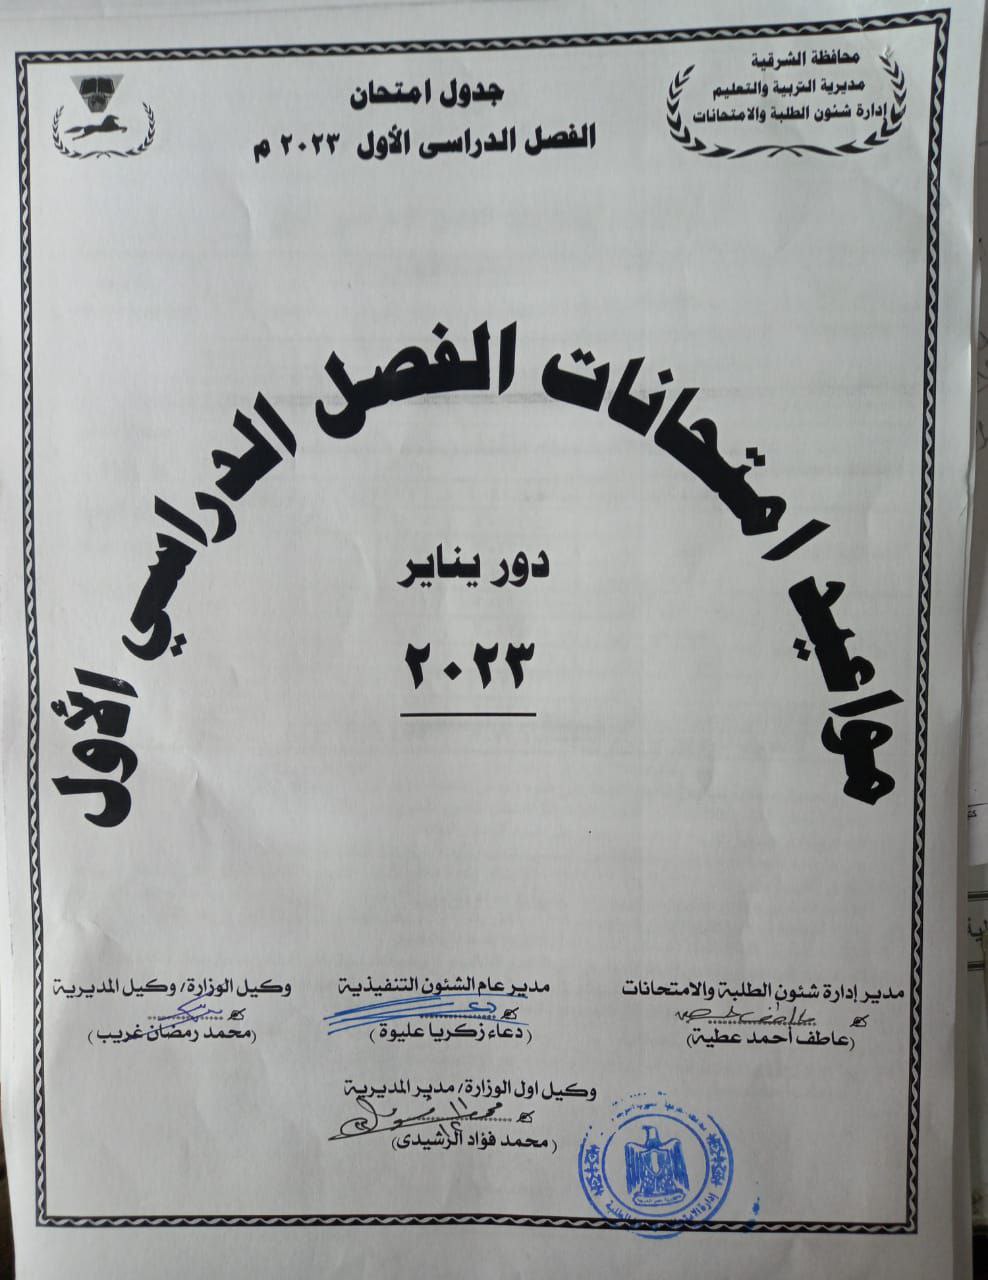 محافظة الشرقية
مديرية التربية والتعليم
إدارة شئون الطلبة والامتحانات
جدول امتحان
الفصل الدراسى الأول ٢٠٢٣ م
مواعيد امتحانات الفصل الدراسي الأول
دور يناير
٢٠٢٣
مدير إدارة شئون الطلبة والامتحانات
(عاطف أحمد عطية)
مدير عام الشئون التنفيذية
(دعاء زكريا عليوة)
وكيل الوزارة/ وكيل المديرية
(محمد رمضان غريب)
وكيل اول الوزارة/ مدير المديرية
(محمد فؤاد الرشيدى)